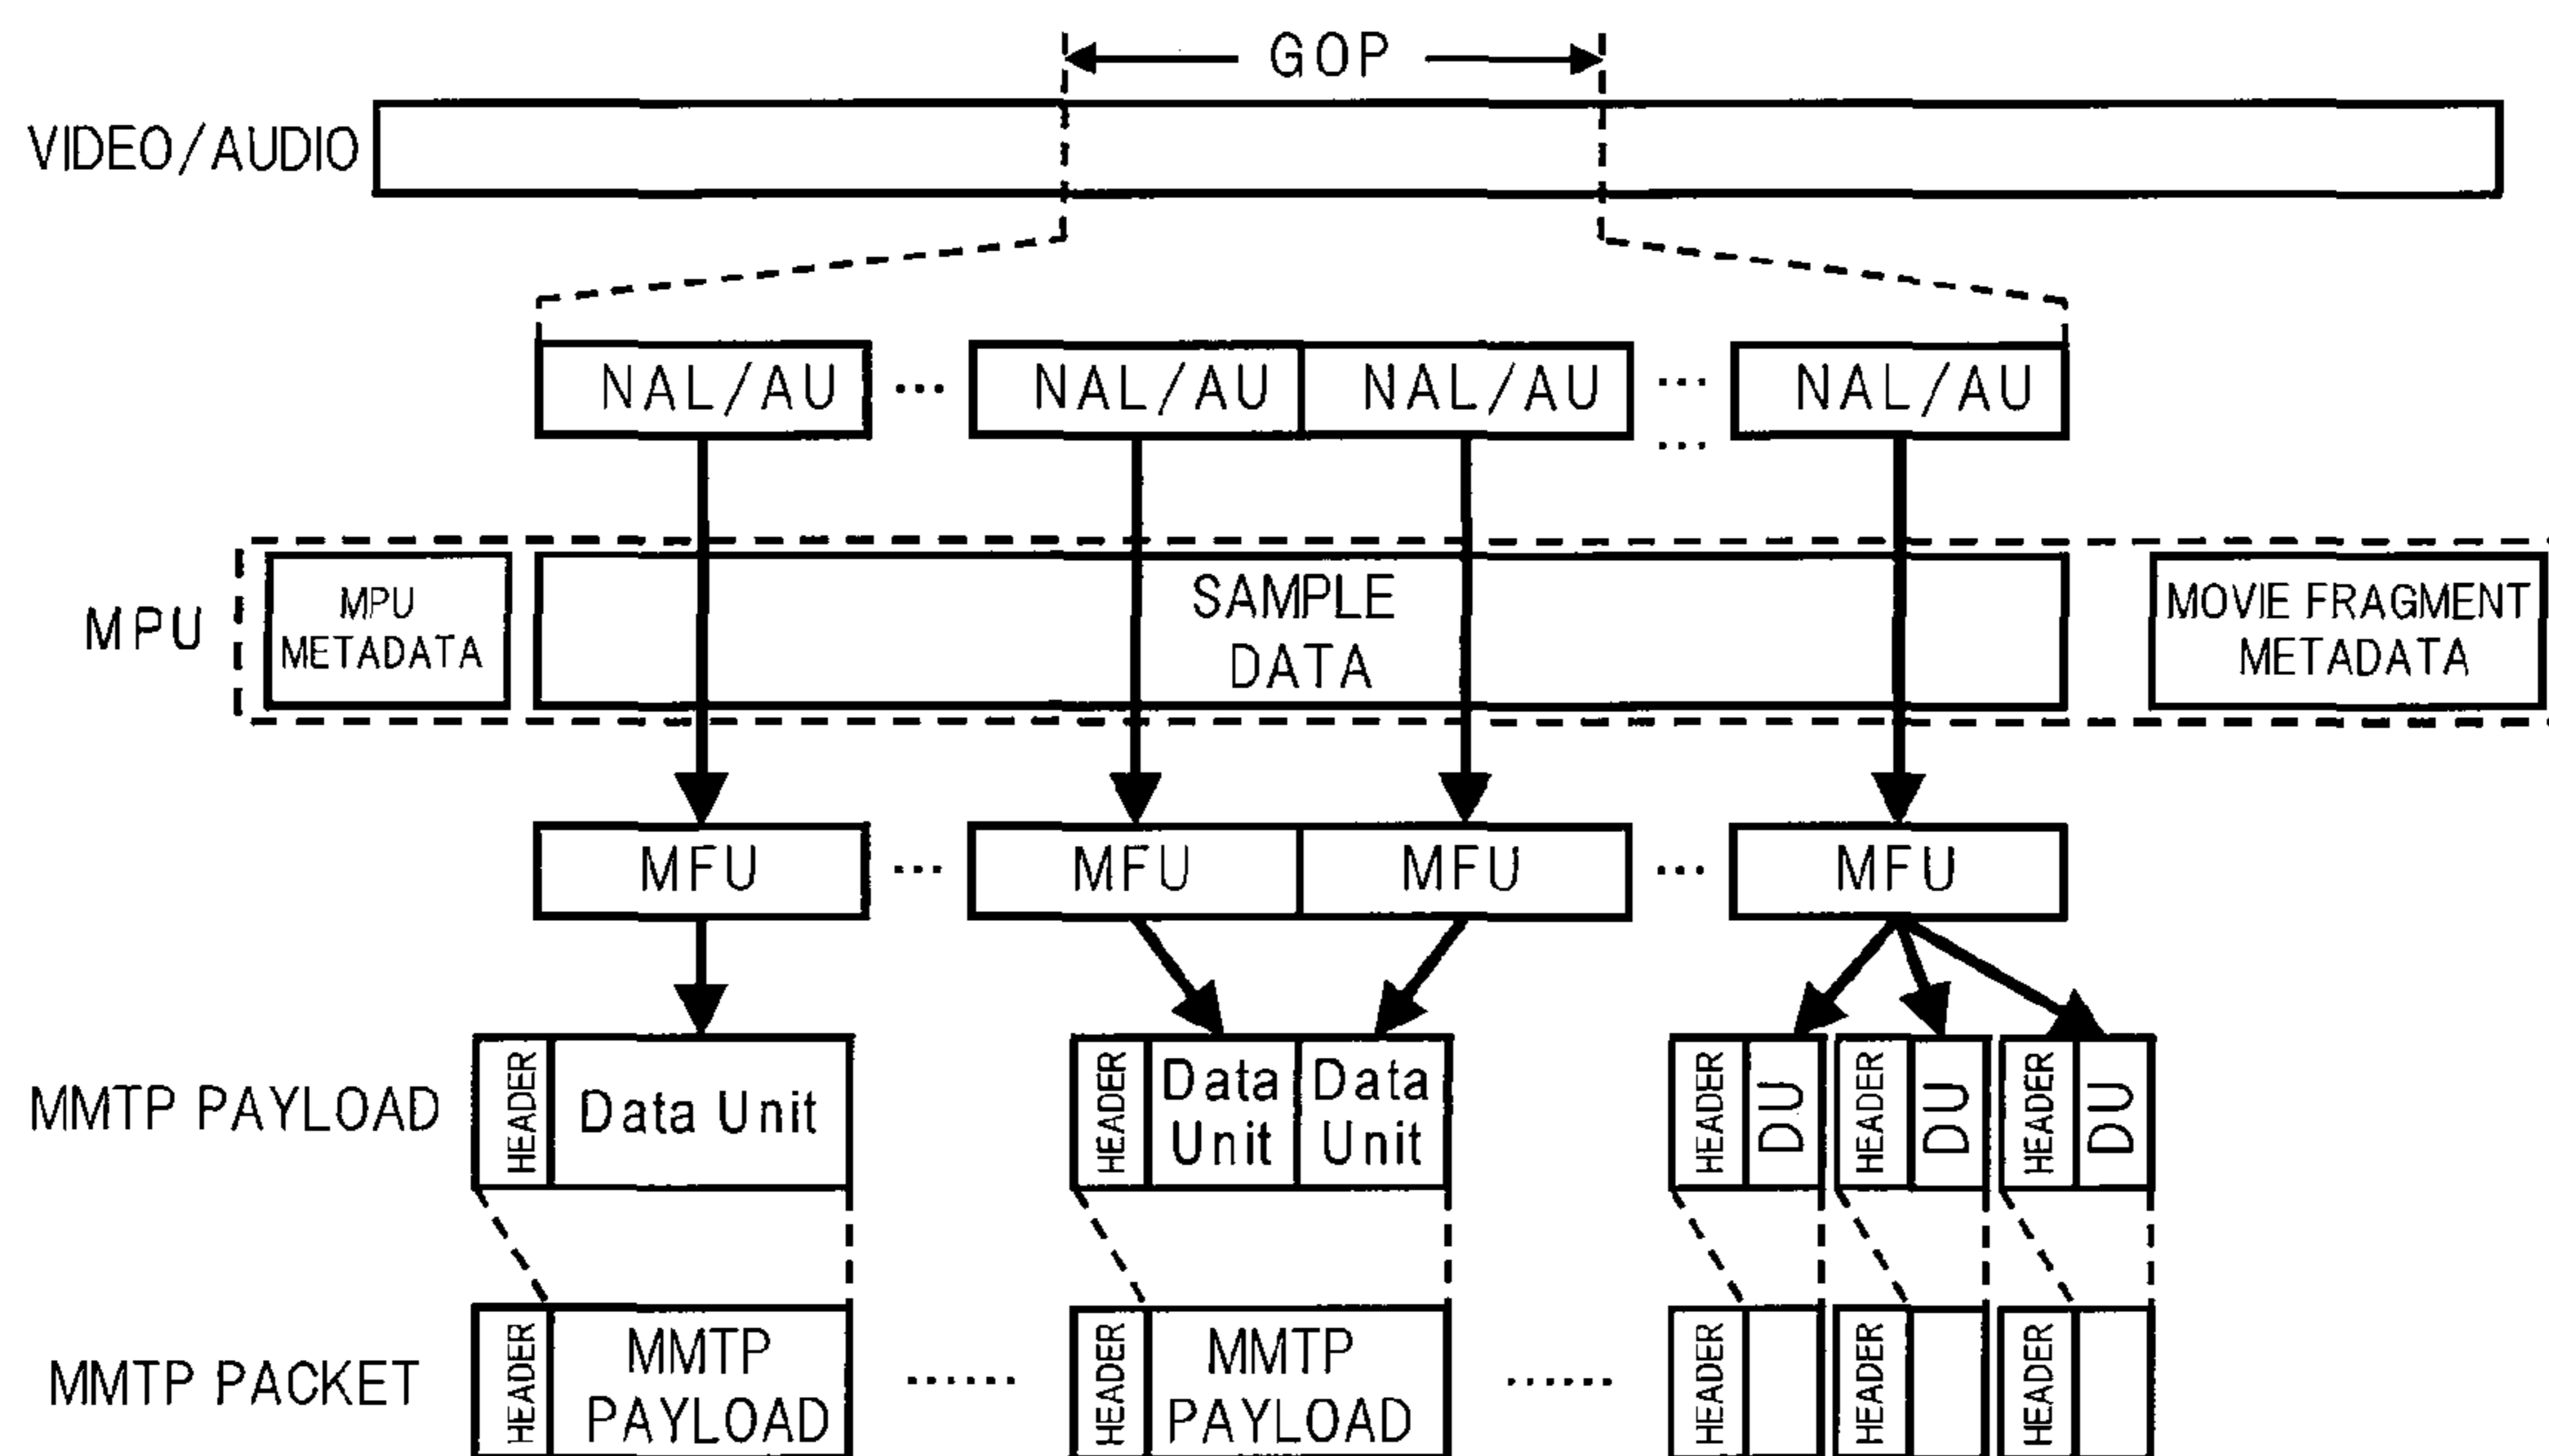 GOP
VIDEO/AUDIO
NAL/AU ... NAL/AU NAL/AU ... NAL/AU
...
MPU
MPU
METADATA
SAMPLE
DATA
MOVIE FRAGMENT
METADATA
MFU ... MFU MFU ... MFU
MMTP PAYLOAD
HEADER
Data Unit
HEADER
Data
Unit
Data
Unit
HEADER
DU
HEADER
DU
HEADER
DU
MMTP PACKET
HEADER
MMTP
PAYLOAD
......
HEADER
MMTP
PAYLOAD
......
HEADER
HEADER
HEADER